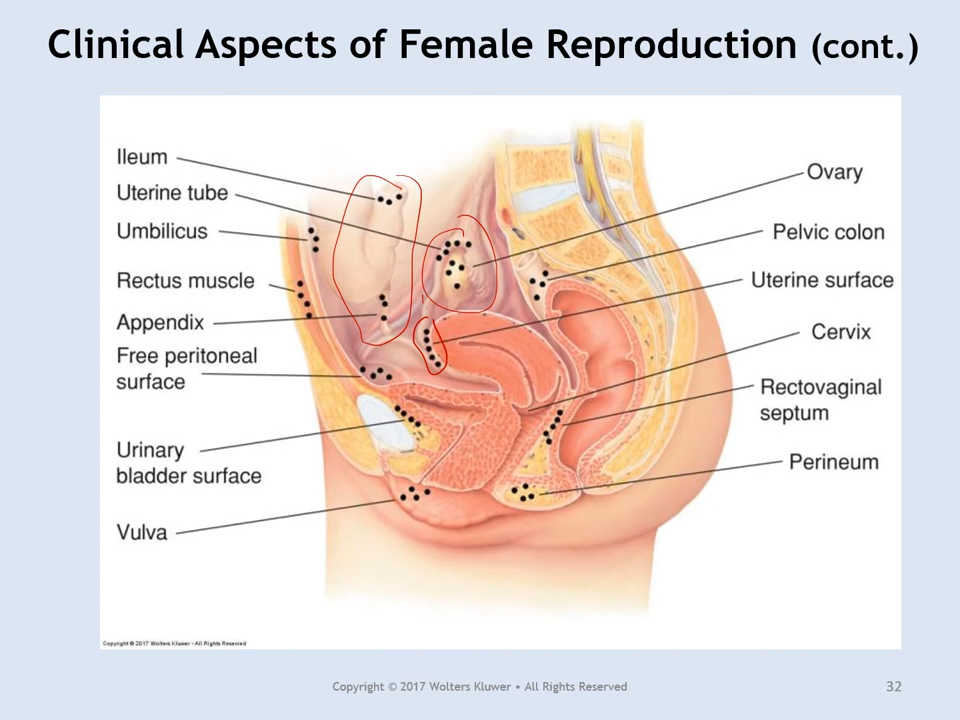 Clinical Aspects of Female Reproduction (cont.)
Ileum
Uterine tube
Umbilicus
Rectus muscle
Appendix
Free peritoneal
surface
Urinary
bladder surface
Vulva
Ovary
Pelvic colon
Uterine surface
Cervix
Rectovaginal
septum
Perineum
Copyright © 2017 Wolters Kluwer - All Rights Reserved
Copyright © 2017 Wolters Kluwer • All Rights Reserved
32